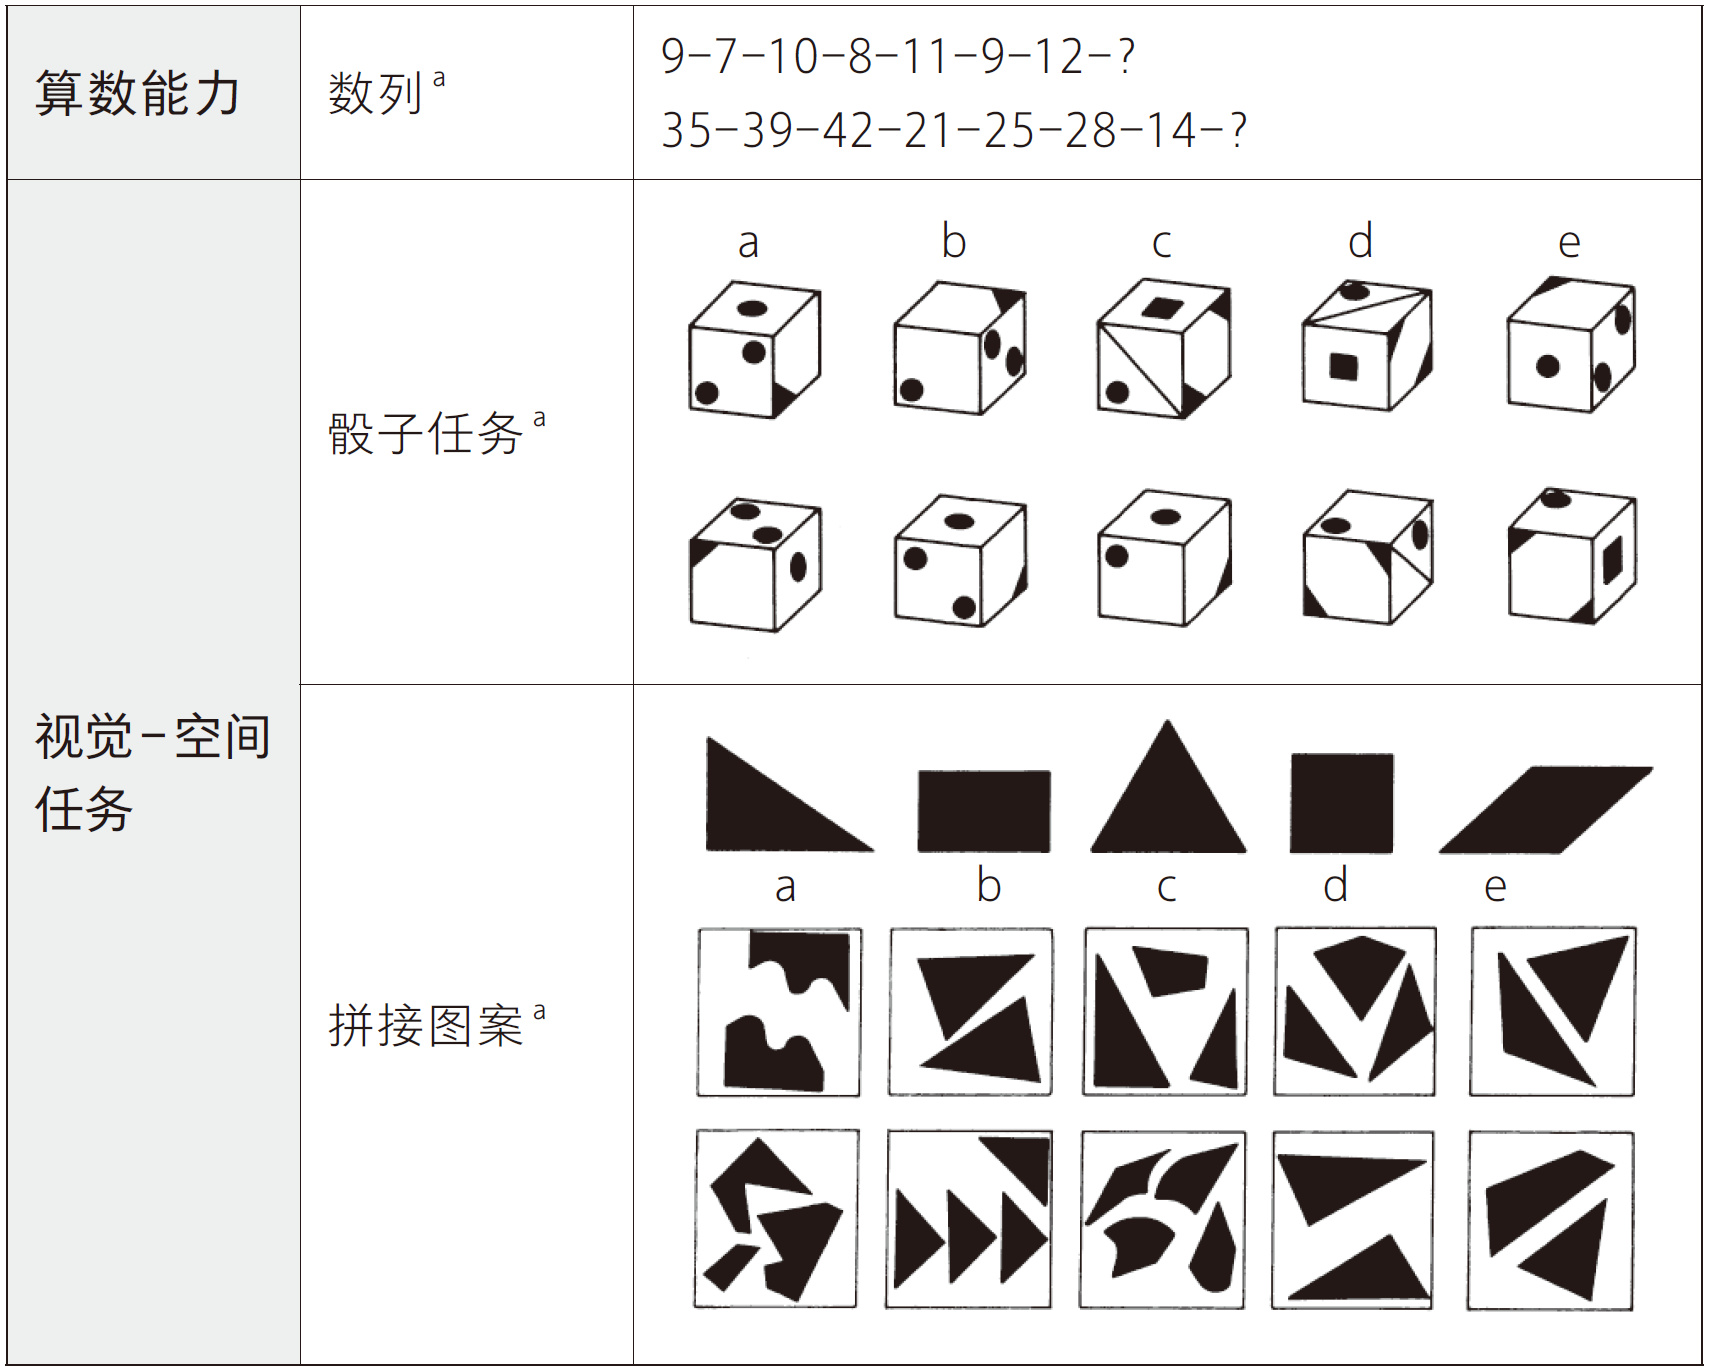 算数能力
数列 a
9–7–10–8–11–9–12–?
35–39–42–21–25–28–14–?
视觉–空间
任务
骰子任务 a
a b c d e
拼接图案 a
a b c d e